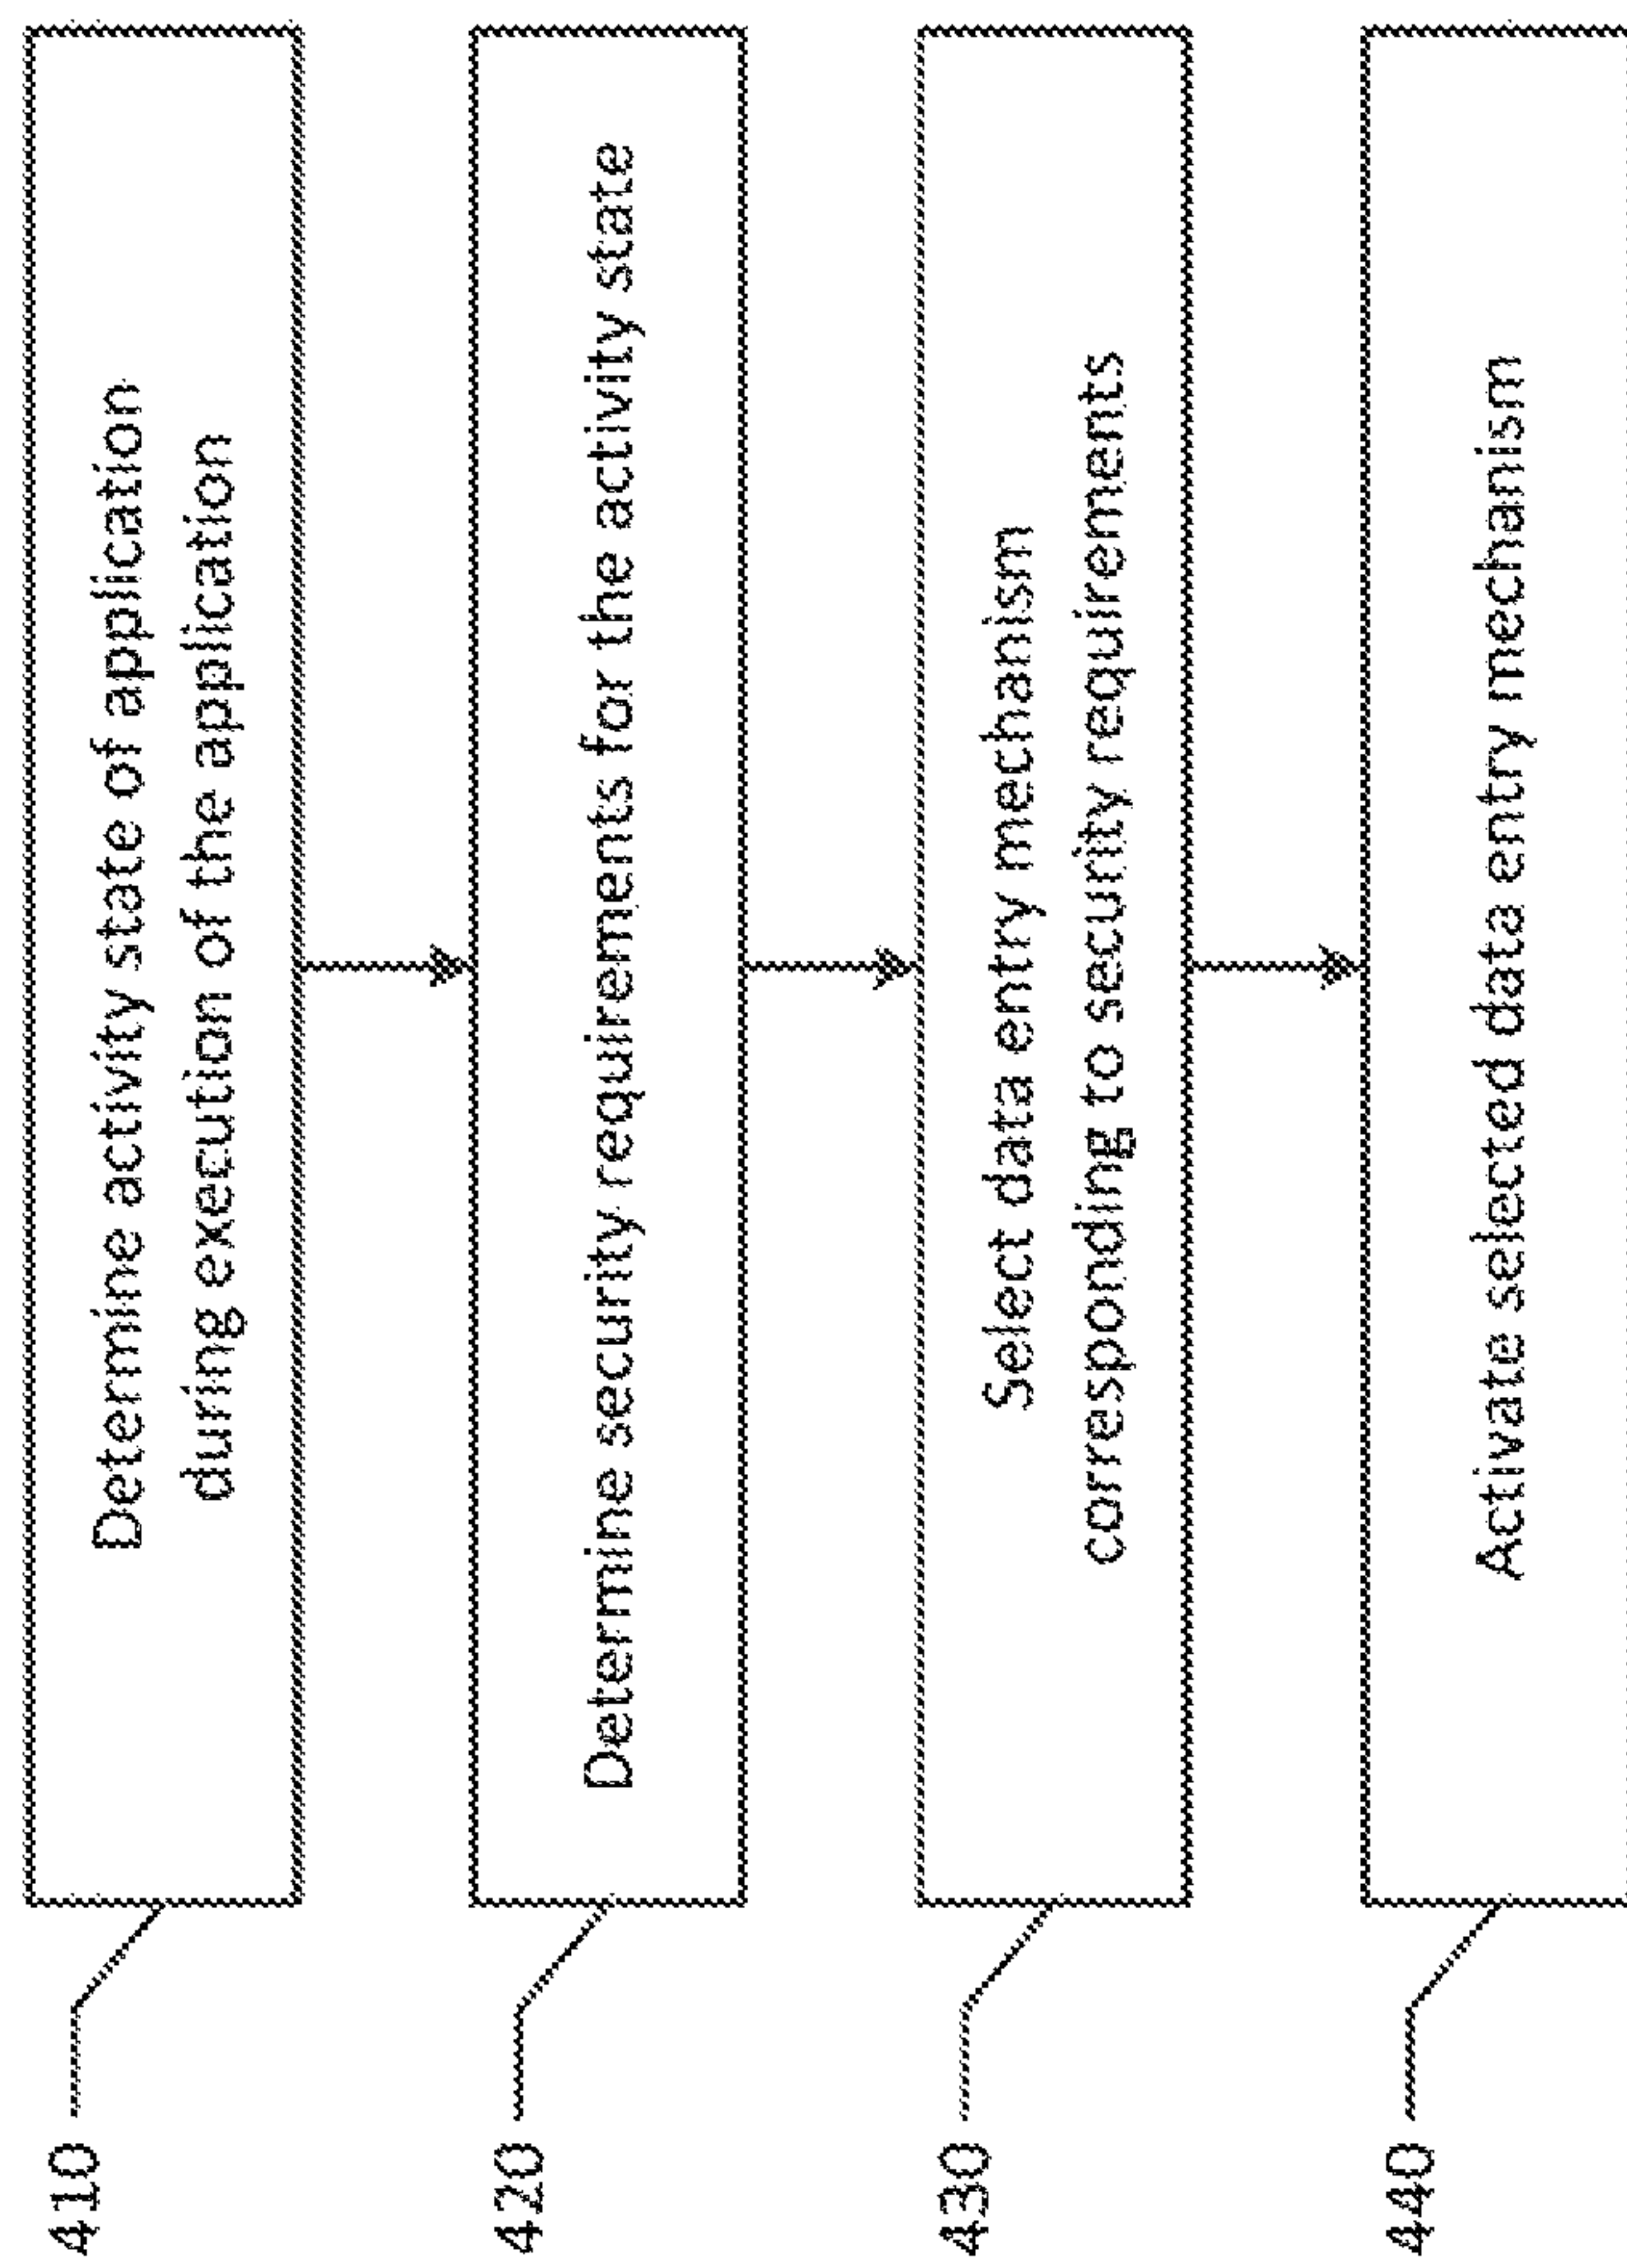 410
Determine activity state of application
during execution of the application
420
Determine security requirements for the activity state
430
Select data entry mechanism
corresponding to security requirements
440
Activate selected data entry mechanism